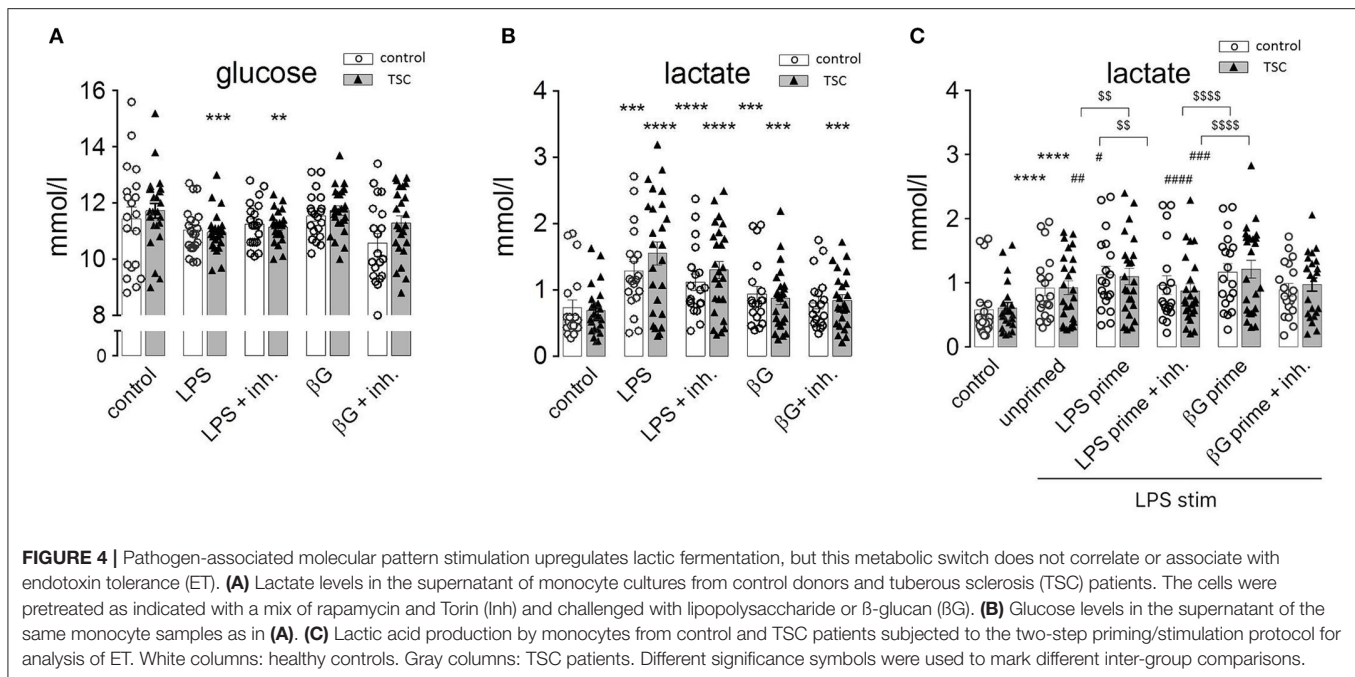 A
control
TSC
glucose
16
14
12
10
8
0
mmol/l
*** **
control
LPS
LPS + inh.
βG
βG+ inh.
B
control
TSC
lactate
4
3
2
1
0
mmol/l
*** **** ***
**** **** *** ***
control
LPS
LPS + inh.
βG
βG+ inh.
C
control
TSC
lactate
4
3
2
1
0
mmol/l
$$ $$$$
$$ $$$$
**** # ###
**** ## ####
control
unprimed
LPS prime
LPS prime + inh.
βG prime
βG prime + inh.
LPS stim
FIGURE 4 | Pathogen-associated molecular pattern stimulation upregulates lactic fermentation, but this metabolic switch does not correlate or associate with
endotoxin tolerance (ET). (A) Lactate levels in the supernatant of monocyte cultures from control donors and tuberous sclerosis (TSC) patients. The cells were
pretreated as indicated with a mix of rapamycin and Torin (Inh) and challenged with lipopolysaccharide or ß-glucan (ßG). (B) Glucose levels in the supernatant of the
same monocyte samples as in (A). (C) Lactic acid production by monocytes from control and TSC patients subjected to the two-step priming/stimulation protocol for
analysis of ET. White columns: healthy controls. Gray columns: TSC patients. Different significance symbols were used to mark different inter-group comparisons.